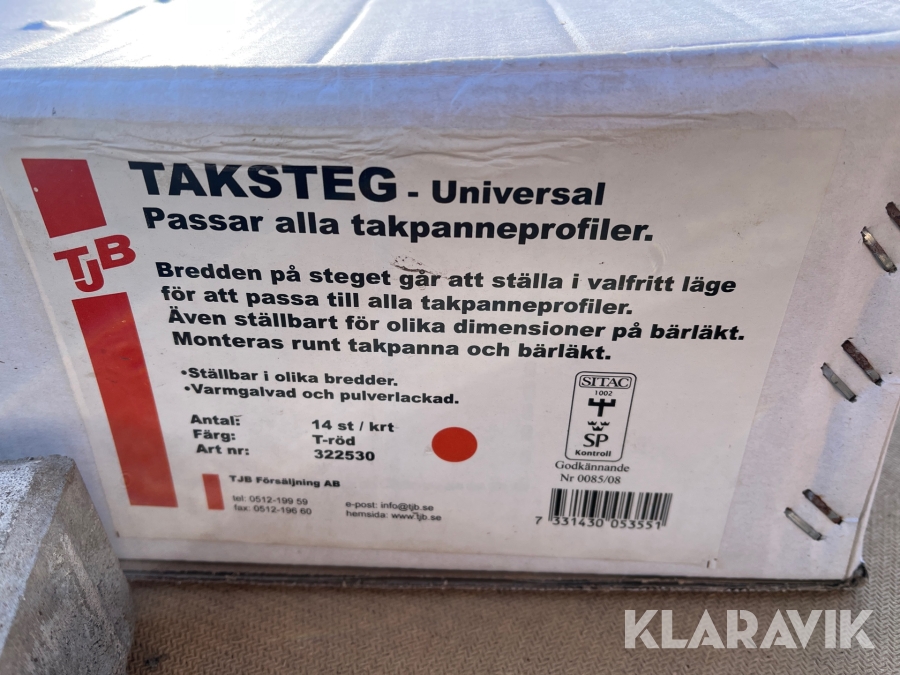 TJB
TAKSTEG - Universal
Passar alla takpanneprofiler.
Bredden på steget går att ställa i valfritt läge
för att passa till alla takpanneprofiler.
Även ställbart för olika dimensioner på bärläkt.
Monteras runt takpanna och bärläkt.
•Ställbar i olika bredder.
•Varmgalvad och pulverlackad.
Antal: 14 st / krt
Färg: T-röd
Art nr: 322530
SITAC
1002
SP
Kontroll
Godkännande
Nr 0085/08
TJB Försäljning AB
tel: 0512-199 59
fax: 0512-196 60
e-post: info@tjb.se
hemsida: www.tjb.se
7 331430 053551
KLARAVIK